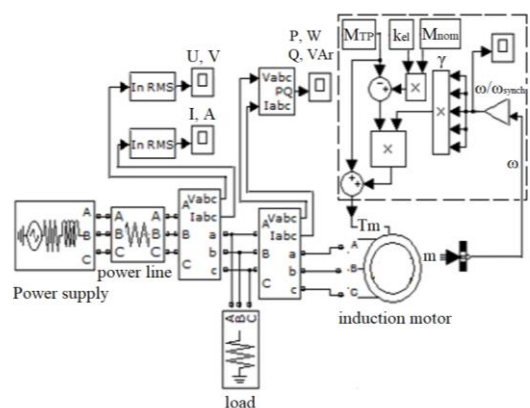 P, W
Q, VAr
U, V
In RMS
I, A
In RMS
Vabc
PQ
Iabc
MTP
kel
Mnom
γ
ω/ωsynch
ω
×
×
×
Tm
m
A
B
C
Power supply
A A
B B
C C
power line
A
B
C
Vabc
Iabc
a
b
c
A
B
C
Vabc
Iabc
a
b
c
A
B
C
induction motor
A B C
load